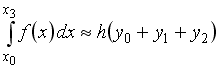 ∫_{x_0}^{x_3} f(x)dx ≈ h(y_0 + y_1 + y_2)